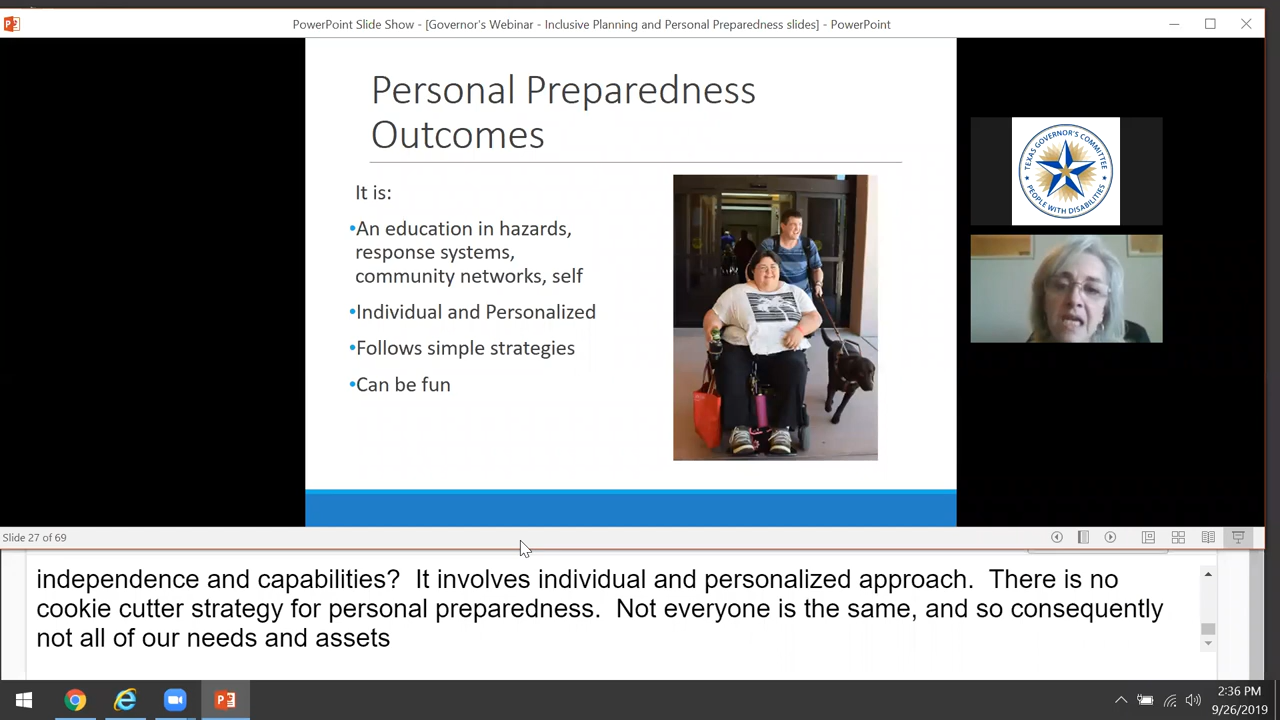 PowerPoint Slide Show - [Governor's Webinar - Inclusive Planning and Personal Preparedness slides] - PowerPoint
Personal Preparedness
Outcomes
It is:
•An education in hazards,
response systems,
community networks, self
•Individual and Personalized
•Follows simple strategies
•Can be fun
TEXAS GOVERNOR'S COMMITTEE
PEOPLE WITH DISABILITIES
Slide 27 of 69
independence and capabilities?  It involves individual and personalized approach.  There is no
cookie cutter strategy for personal preparedness.  Not everyone is the same, and so consequently
not all of our needs and assets
2:36 PM
9/26/2019